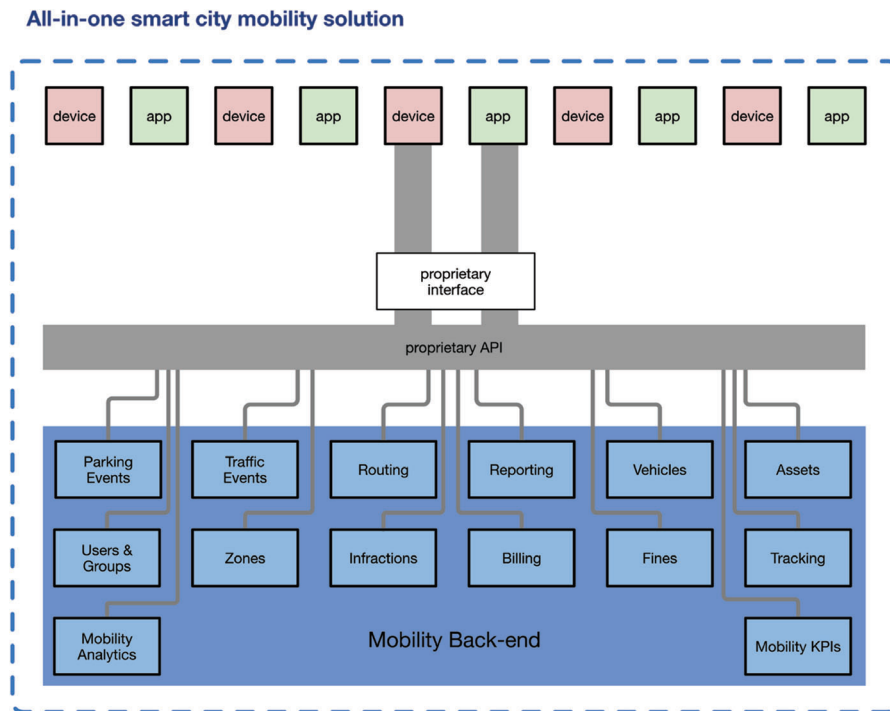 All-in-one smart city mobility solution
device
app
device
app
device
app
device
app
device
app
proprietary
interface
proprietary API
Parking
Events
Traffic
Events
Routing
Reporting
Vehicles
Assets
Users &
Groups
Zones
Infractions
Billing
Fines
Tracking
Mobility
Analytics
Mobility Back-end
Mobility KPIs